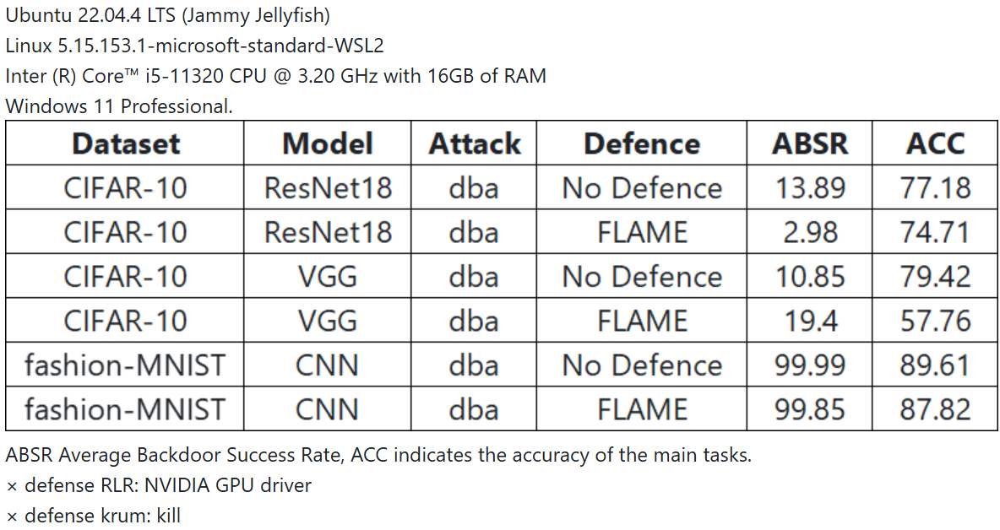 Ubuntu 22.04.4 LTS (Jammy Jellyfish)
Linux 5.15.153.1-microsoft-standard-WSL2
Inter (R) Core™ i5-11320 CPU @ 3.20 GHz with 16GB of RAM
Windows 11 Professional.
Dataset Model Attack Defence ABSR ACC
CIFAR-10 ResNet18 dba No Defence 13.89 77.18
CIFAR-10 ResNet18 dba FLAME 2.98 74.71
CIFAR-10 VGG dba No Defence 10.85 79.42
CIFAR-10 VGG dba FLAME 19.4 57.76
fashion-MNIST CNN dba No Defence 99.99 89.61
fashion-MNIST CNN dba FLAME 99.85 87.82
ABSR Average Backdoor Success Rate, ACC indicates the accuracy of the main tasks.
× defense RLR: NVIDIA GPU driver
× defense krum: kill